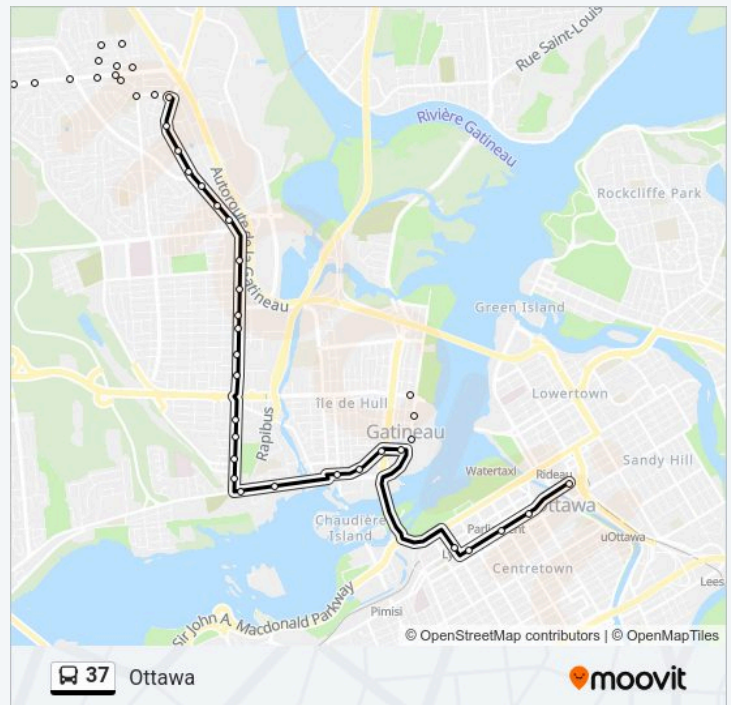 Rue Saint-Louis
Rivière Gatineau
Rockcliffe Park
Autoroute de la Gatineau
Green Island
Lowertown
Île de Hull
Rapibus
Gatineau
Sandy Hill
Watertaxi
Rideau
Ottawa
Chaudière
Island
Parliament
uOttawa
Ly
Centretown
Lees
Pimisi
Sir John A. Macdonald Parkway
© OpenStreetMap contributors | © OpenMapTiles
37 Ottawa
moovit